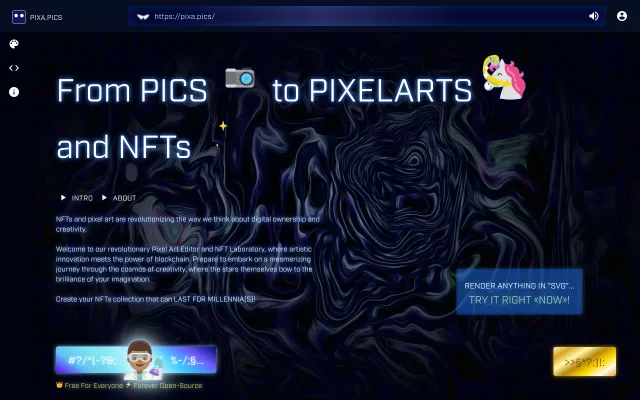 PIXA.PICS
https://pixa.pics/
From PICS to PIXELARTS
and NFTs
INTRO ABOUT
NFTs and pixel art are revolutionizing the way we think about digital ownership and
creativity.
Welcome to our revolutionary Pixel Art Editor and NFT Laboratory, where artistic
innovation meets the power of blockchain. Prepare to embark on a mesmerizing
journey through the cosmos of creativity, where the stars themselves bow to the
brilliance of your imagination.
Create your NFTs collection that can LAST FOR MILLENNIA(S)!
RENDER ANYTHING IN "SVG"...
TRY IT RIGHT «NOW»!
Free For Everyone Forever Open-Source